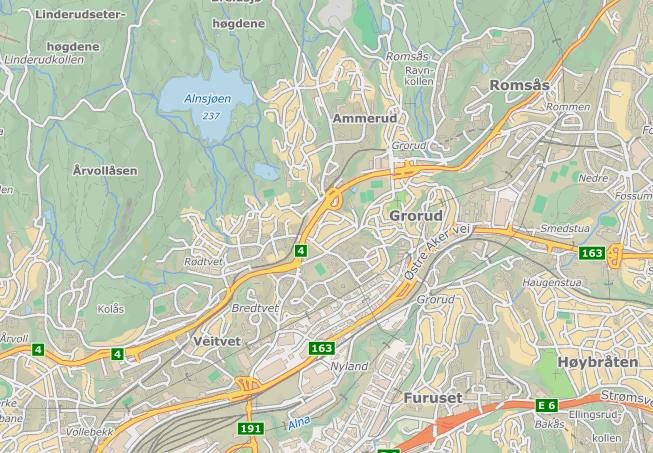 Linderudseter-
høgdene
Linderudkollen
høgdene
Alnsjøen
237
Romsås
Ravn-
kollen
Romsås
Rommen
Ammerud
Grorud
Årvollåsen
Nedre
Fossum
Grorud
Smedstua
Østre Aker vei
163
4
Rødtvet
Haugenstua
Grorud
Bredtvet
Kolås
Årvoll
4
4
Veitvet
163
Nyland
Høybråten
Furuset
E 6
Strømsv
Ellingsrud-
kollen
Bakås
Alna
191
Vollebekk